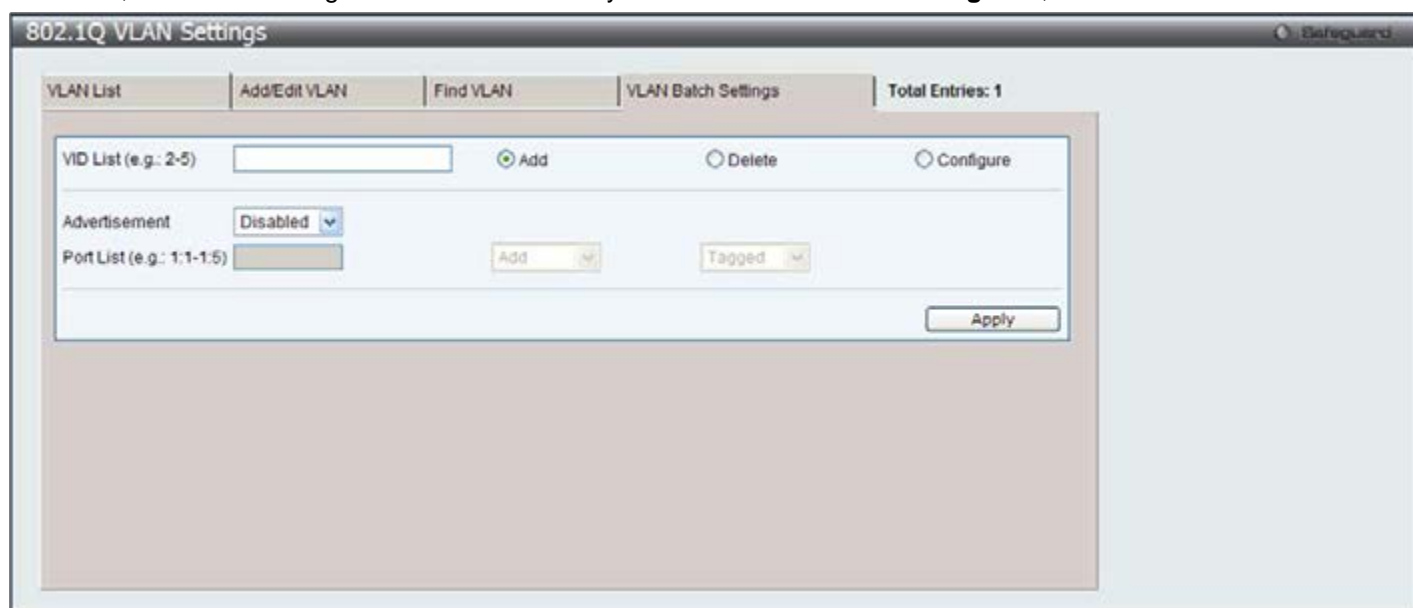 802.1Q VLAN Settings Safeguard
VLAN List Add/Edit VLAN Find VLAN VLAN Batch Settings Total Entries: 1
VID List (e.g.: 2-5) Add Delete Configure
Advertisement Disabled
Port List (e.g.: 1:1-1:5) Add Tagged
Apply